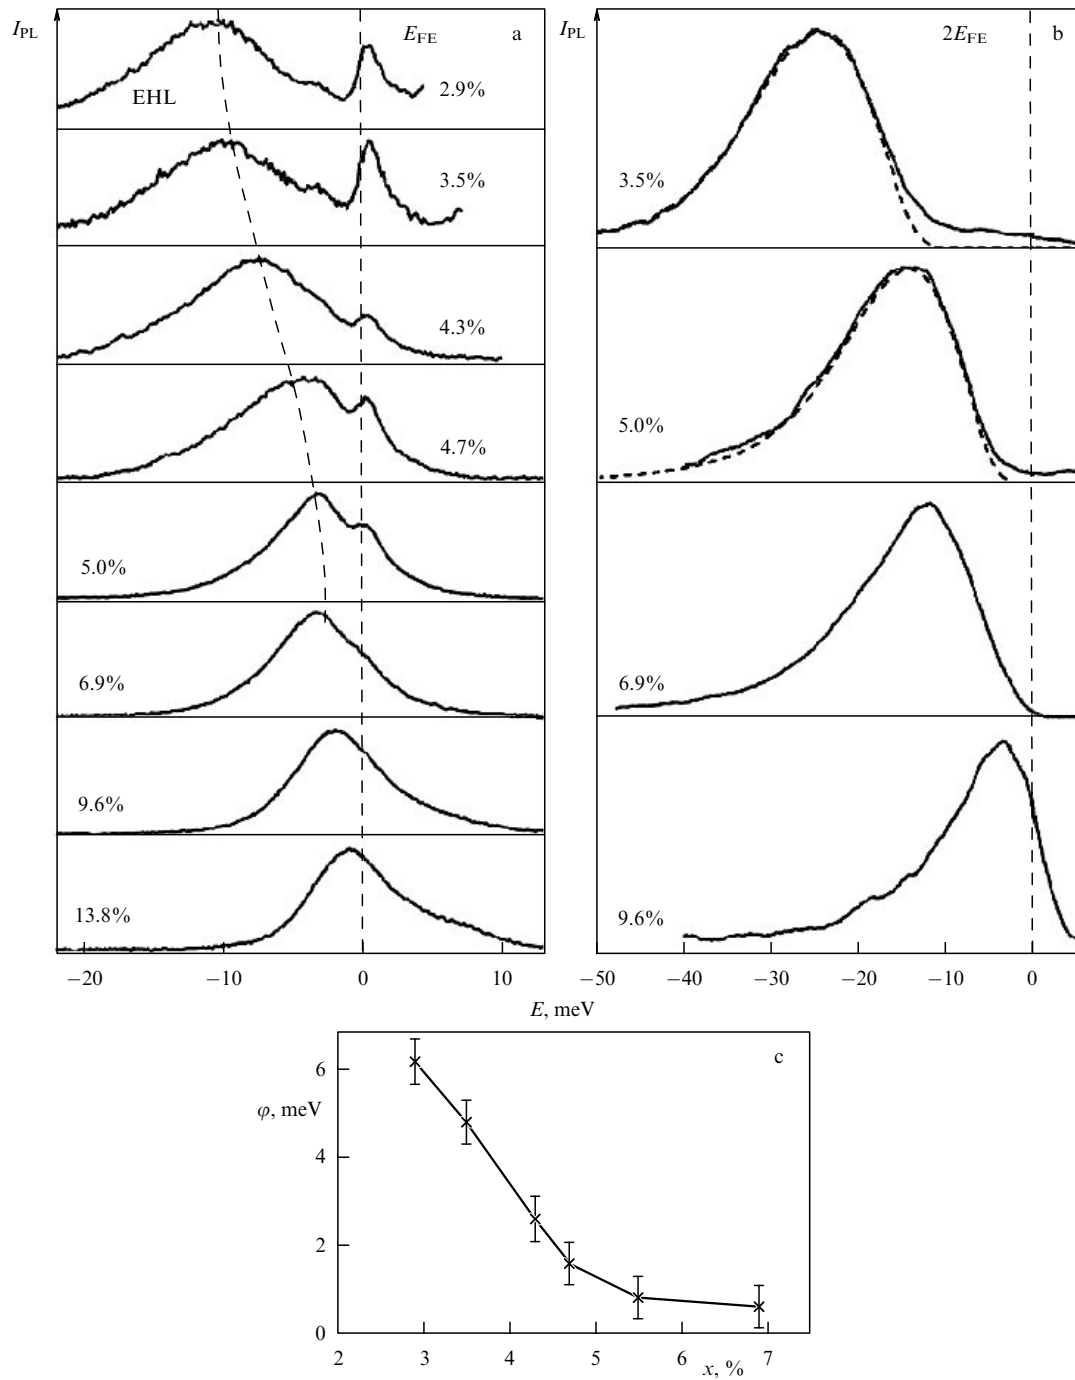 I_PL
E_FE
a
2.9%
EHL
3.5%
4.3%
4.7%
5.0%
6.9%
9.6%
13.8%
−20
−10
0
10
I_PL
2E_FE
b
3.5%
5.0%
6.9%
9.6%
−50
−40
−30
−20
−10
0
E, meV
c
φ, meV
6
4
2
0
2
3
4
5
6
7
x, %